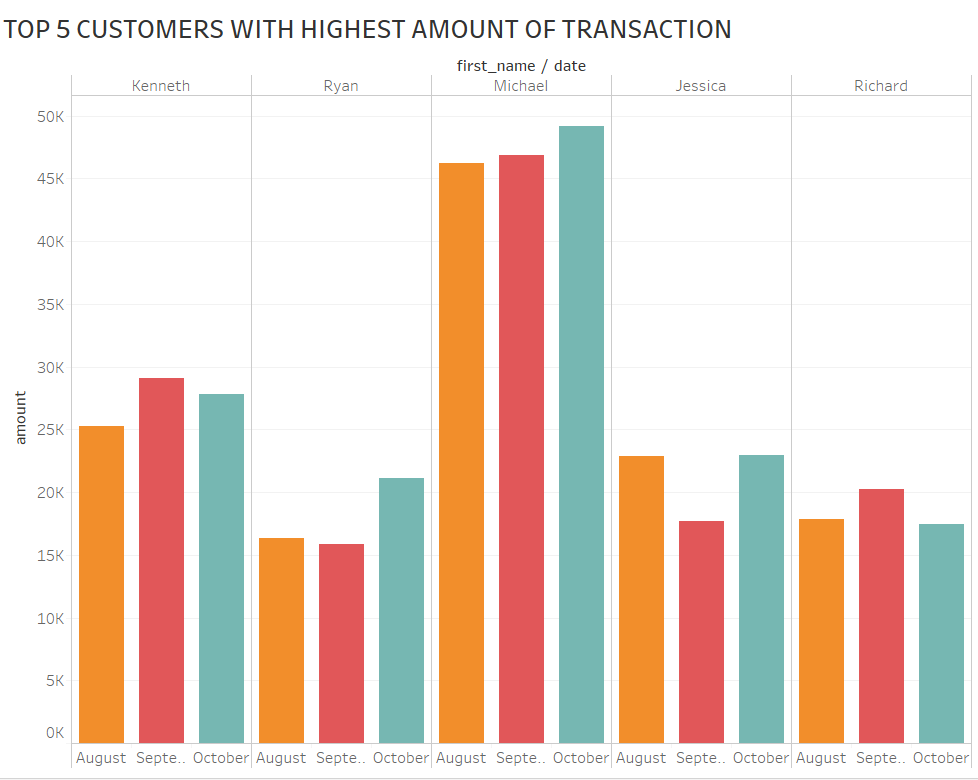 TOP 5 CUSTOMERS WITH HIGHEST AMOUNT OF TRANSACTION
first_name / date
Kenneth Ryan Michael Jessica Richard
50K
45K
40K
35K
30K
25K
20K
15K
10K
5K
0K
amount
August Septe.. October August Septe.. October August Septe.. October August Septe.. October August Septe.. October